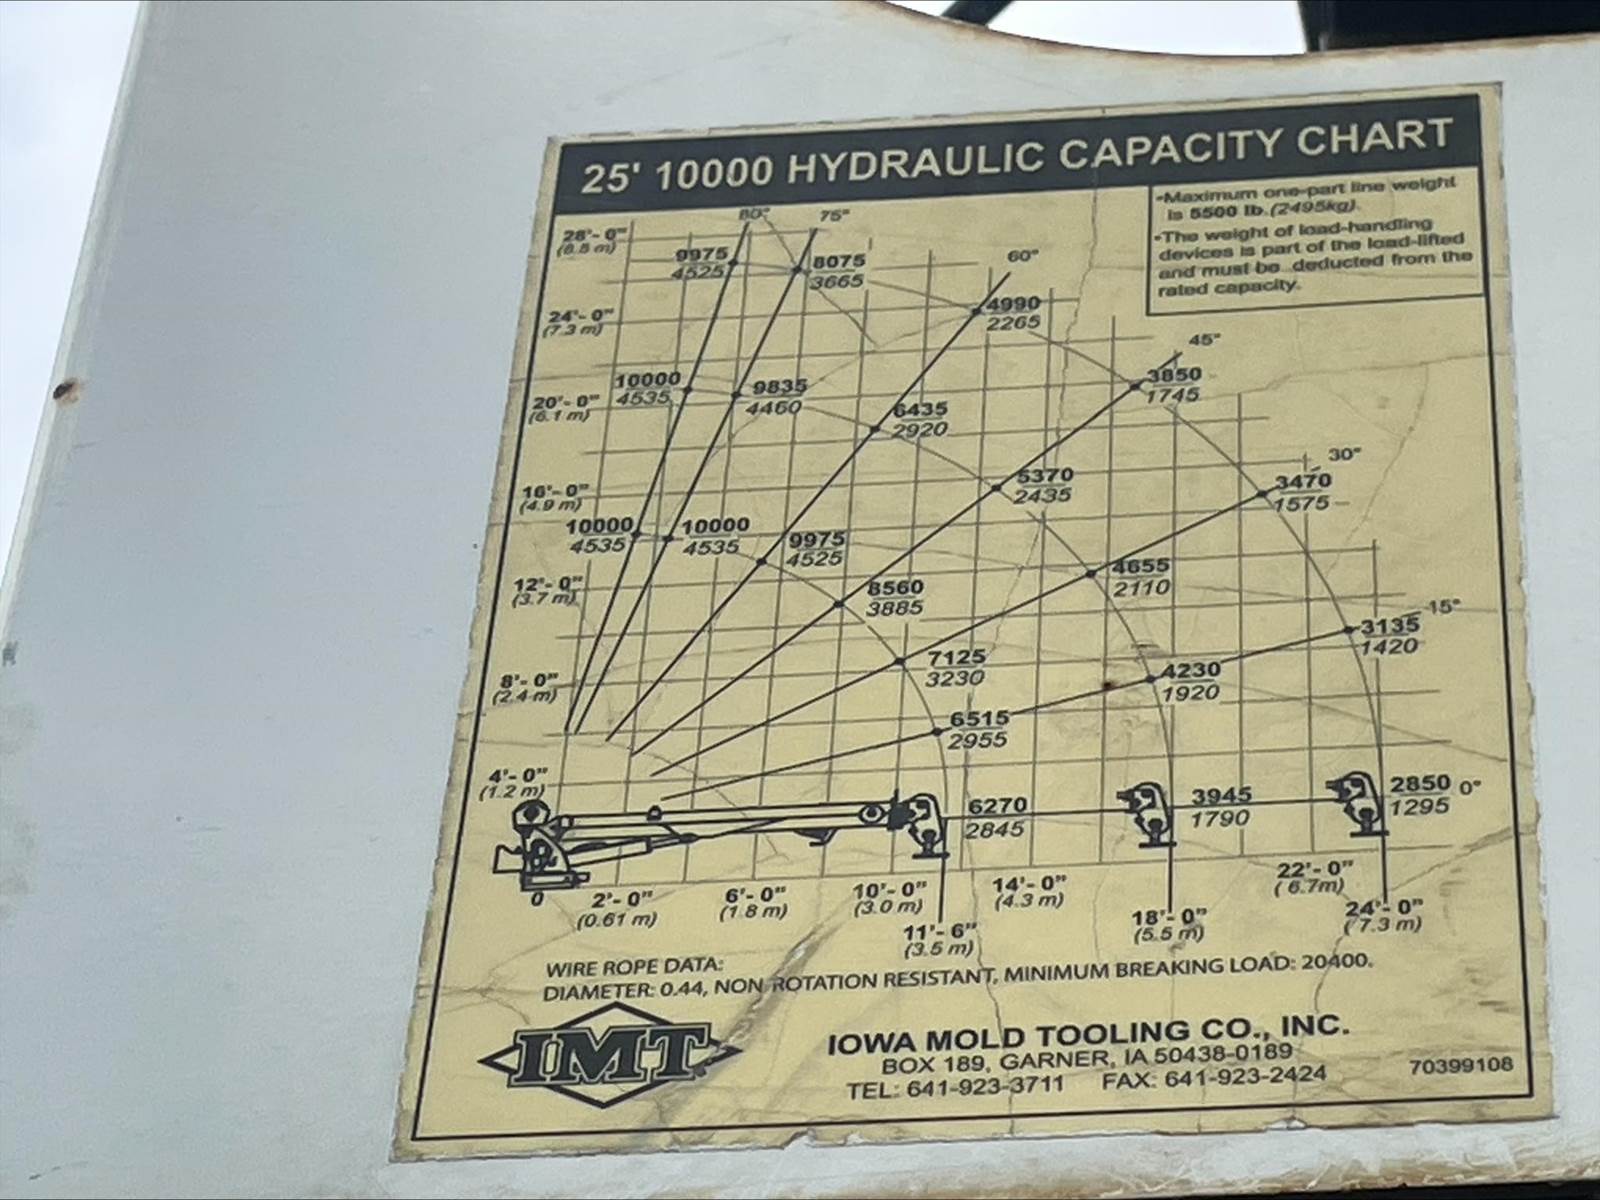 25' 10000 HYDRAULIC CAPACITY CHART
•Maximum one-part line weight
is 5500 lb.(2495kg).
•The weight of load-handling
devices is part of the load-lifted
and must be deducted from the
rated capacity.
80° 75°
28'-0"
(8.5 m)
9975
4525
8075
3665
60°
4990
2265
24'-0"
(7.3 m)
45°
3850
1745
10000
4535
9835
4460
20'-0"
(6.1 m)
6435
2920
30°
5370
2435
3470
1575
16'-0"
(4.9 m)
10000
4535
10000
4535
9975
4525
4655
2110
12'-0"
(3.7 m)
8560
3885
15°
3135
1420
7125
3230
4230
1920
8'-0"
(2.4 m)
6515
2955
4'-0"
(1.2 m)
6270
2845
3945
1790
2850
1295
0°
0
2'-0"
(0.61 m)
6'-0"
(1.8 m)
10'-0"
(3.0 m)
14'-0"
(4.3 m)
22'-0"
( 6.7m)
11'-6"
(3.5 m)
18'-0"
(5.5 m)
24'-0"
( 7.3 m)
WIRE ROPE DATA:
DIAMETER: 0.44, NON ROTATION RESISTANT, MINIMUM BREAKING LOAD: 20400.
IMT
IOWA MOLD TOOLING CO., INC.
BOX 189, GARNER, IA 50438-0189
TEL: 641-923-3711 FAX: 641-923-2424
70399108